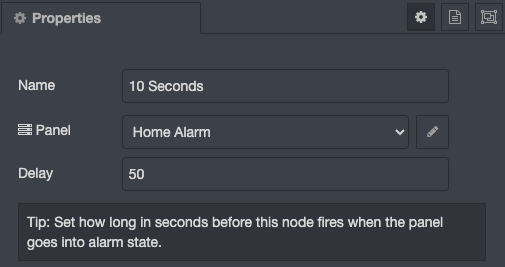 Properties
Name
10 Seconds
Panel
Home Alarm
Delay
50
Tip: Set how long in seconds before this node fires when the panel
goes into alarm state.